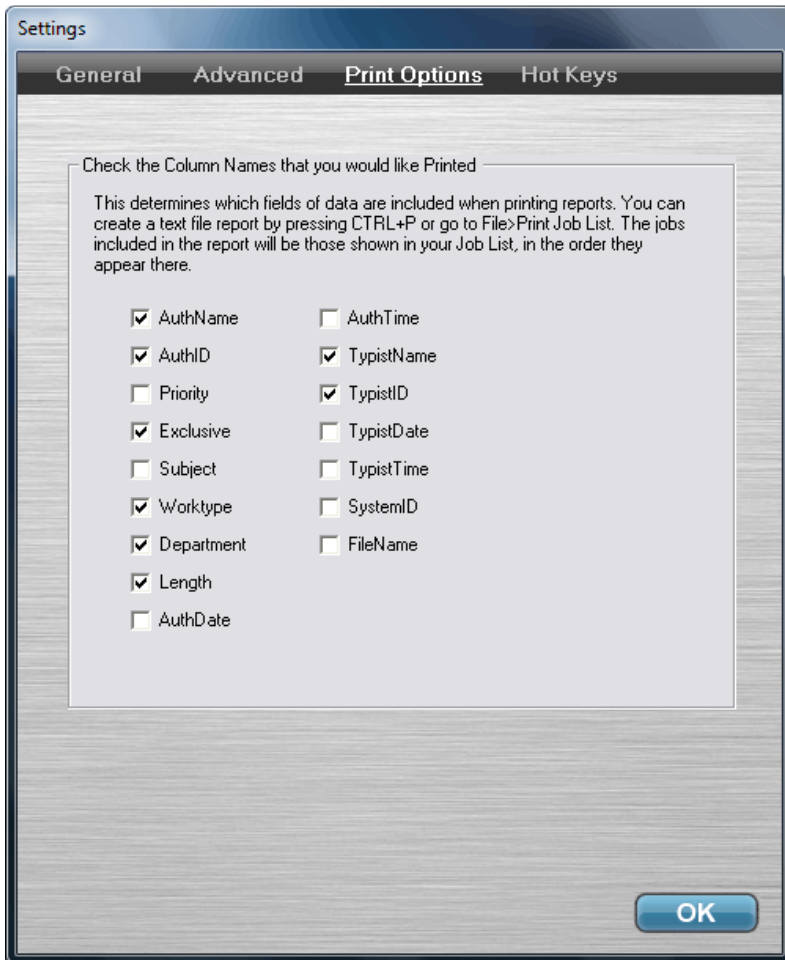 Settings
General Advanced Print Options Hot Keys
Check the Column Names that you would like Printed
This determines which fields of data are included when printing reports. You can
create a text file report by pressing CTRL+P or go to File>Print Job List. The jobs
included in the report will be those shown in your Job List, in the order they
appear there.
AuthName AuthTime
AuthID TypistName
Priority TypistID
Exclusive TypistDate
Subject TypistTime
Worktype SystemID
Department FileName
Length
AuthDate
OK